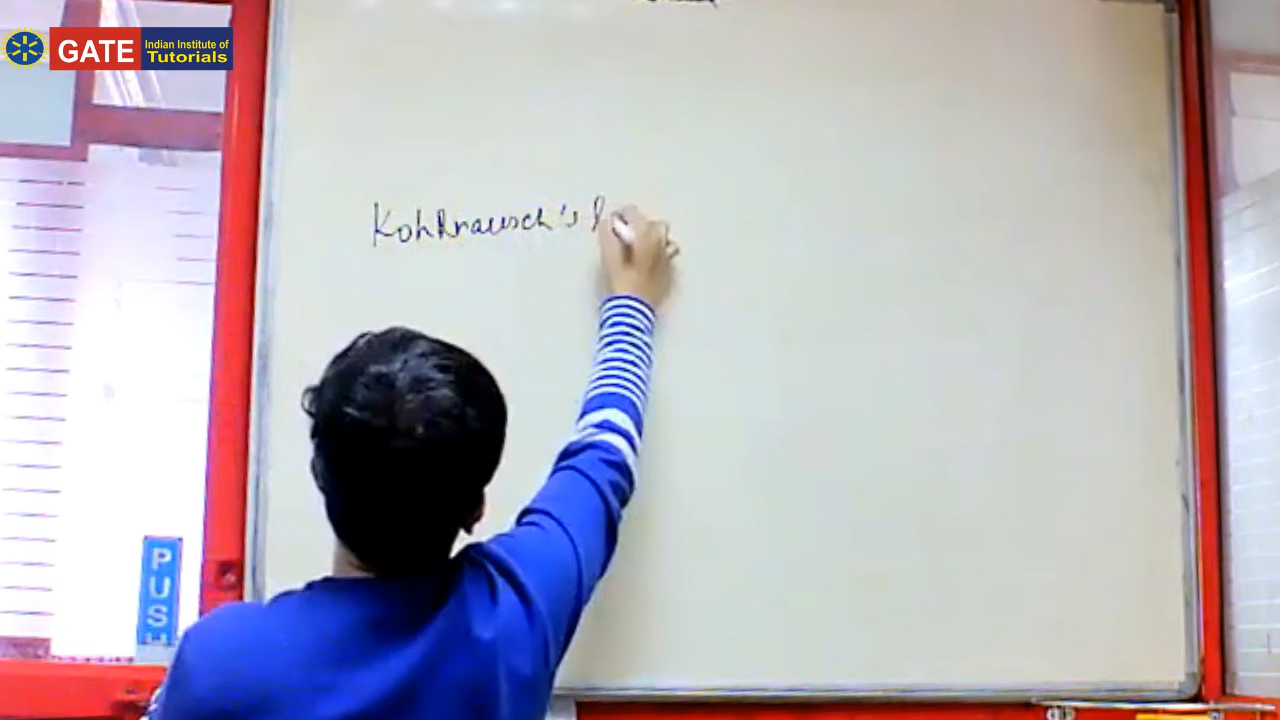 GATE
Indian Institute of
Tutorials
Kohlrausch's l
PUSH